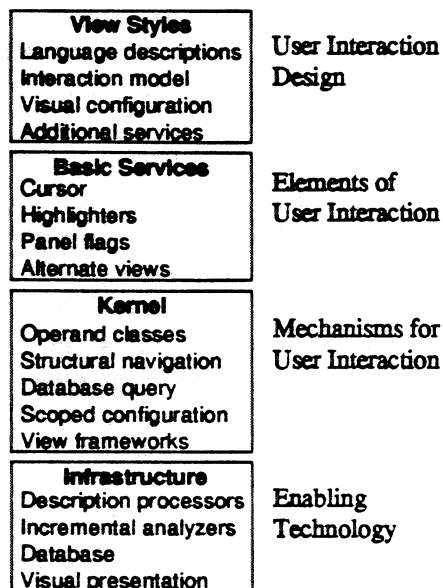 View Styles
Language descriptions
Interaction model
Visual configuration
Additional services
User Interaction
Design
Basic Services
Cursor
Highlighters
Panel flags
Alternate views
Elements of
User Interaction
Kernel
Operand classes
Structural navigation
Database query
Scoped configuration
View frameworks
Mechanisms for
User Interaction
Infrastructure
Description processors
Incremental analyzers
Database
Visual presentation
Enabling
Technology